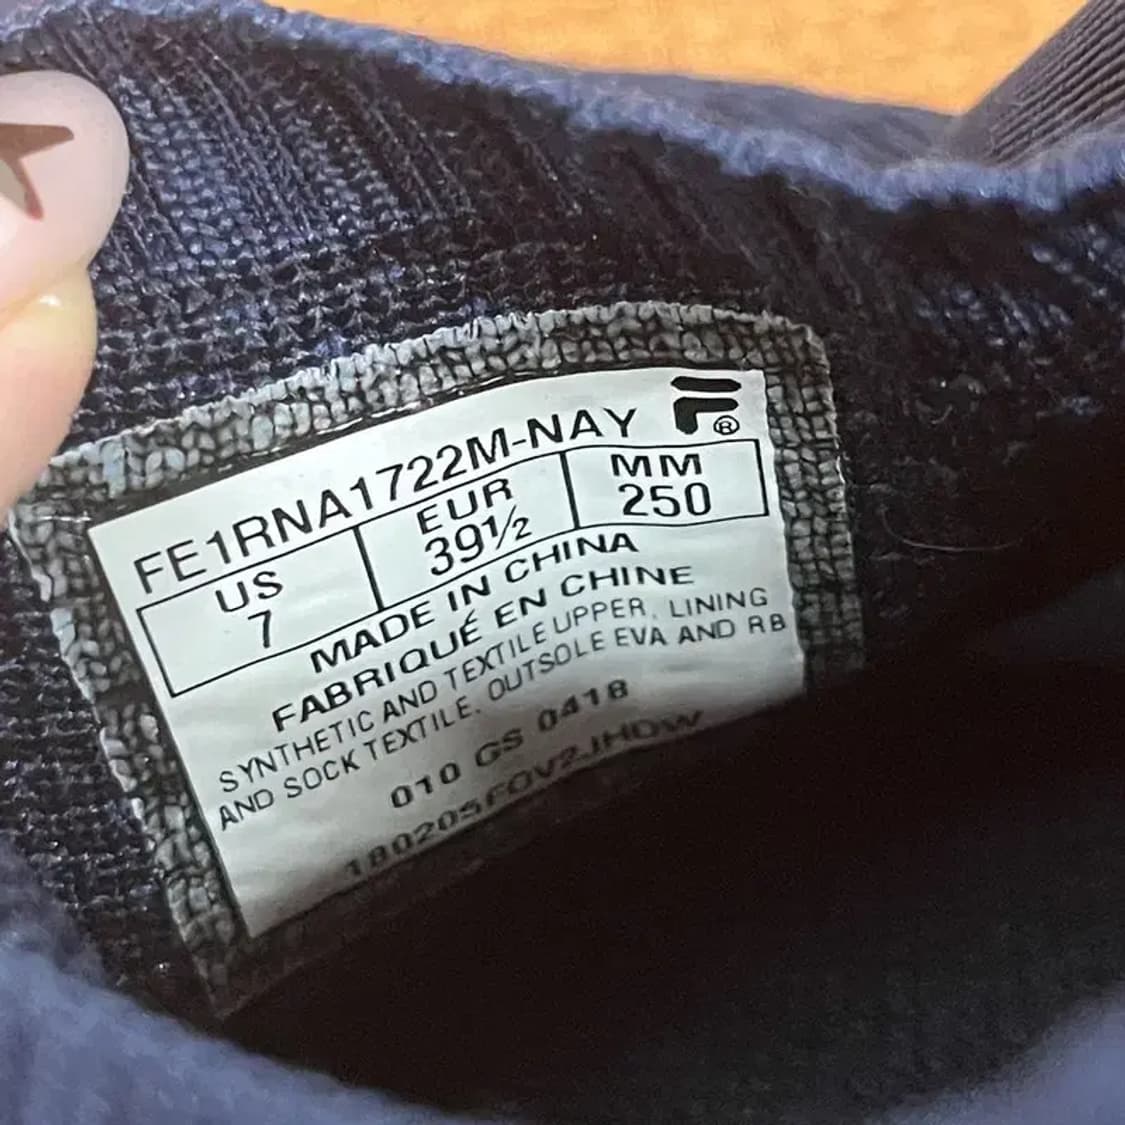 FE1RNA1722M-NAY F®
US EUR MM
7 39½ 250
MADE IN CHINA
FABRIQUÉ EN CHINE
SYNTHETIC AND TEXTILE UPPER. LINING
AND SOCK TEXTILE. OUTSOLE EVA AND RB
010 GS 0418
180205FOV2JHDW